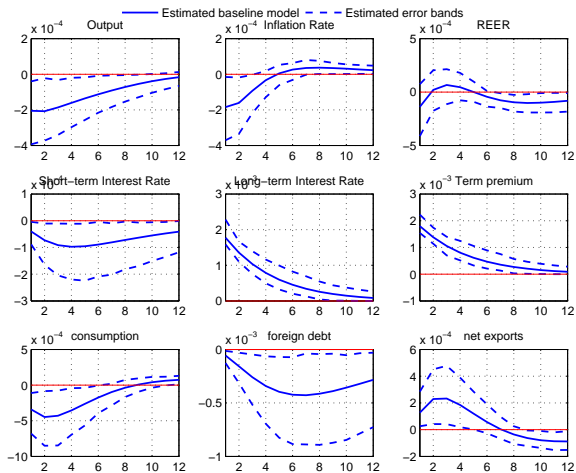 Estimated baseline model Estimated error bands
x 10−4 Output
x 10−4 Inflation Rate
x 10−4 REER
2
0
−2
−4
2 4 6 8 10 12
2
0
−2
−4
2 4 6 8 10 12
5
0
−5
2 4 6 8 10 12
Short−term Interest Rate
x 10−3 Long−term Interest Rate
x 10−3 Term premium
1
0
−1
−2
−3
2 4 6 8 10 12
3
2
1
0
2 4 6 8 10 12
3
2
1
0
−1
2 4 6 8 10 12
x 10−4 consumption
x 10−3 foreign debt
x 10−4 net exports
5
0
−5
−10
2 4 6 8 10 12
0
−0.5
−1
2 4 6 8 10 12
6
4
2
0
−2
2 4 6 8 10 12